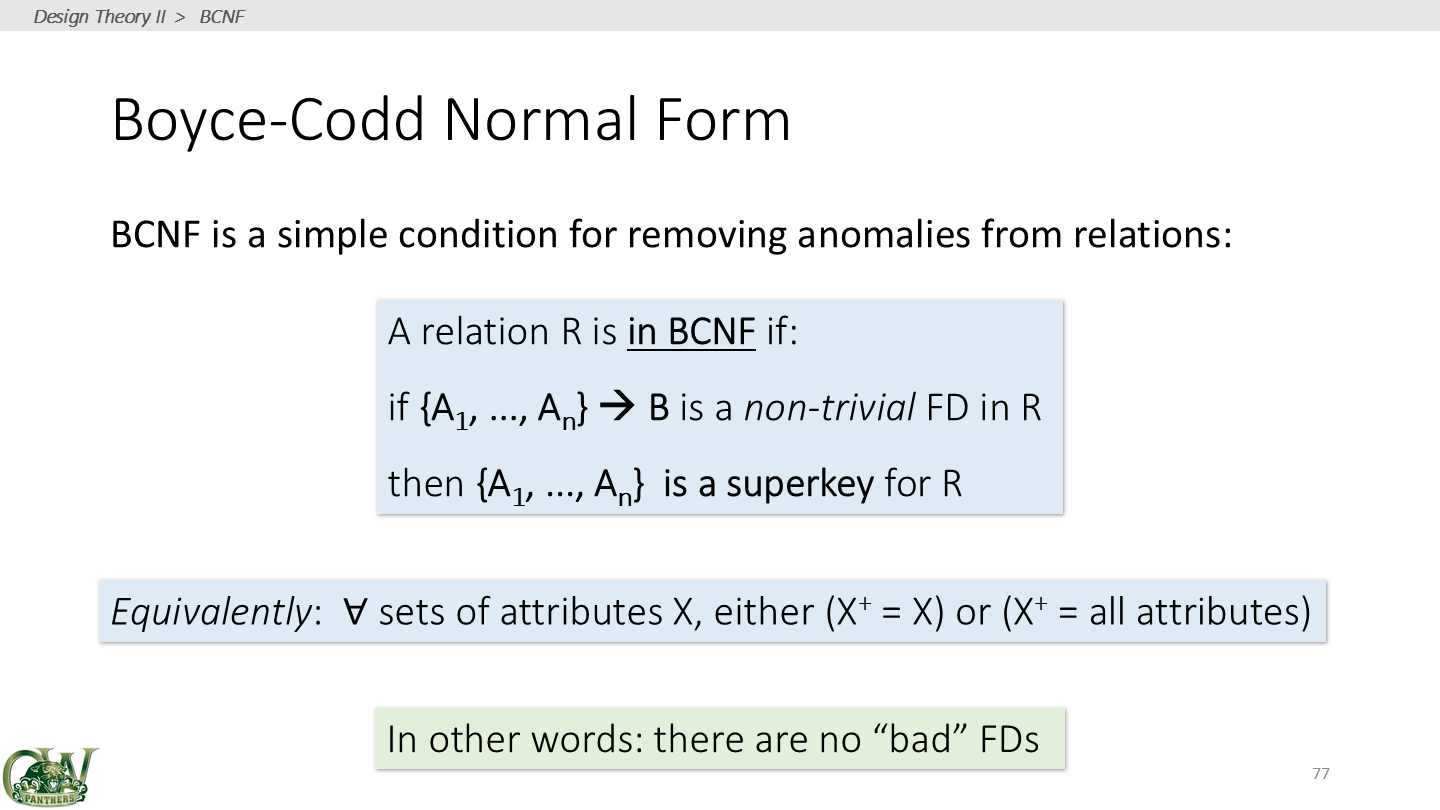 Design Theory II > BCNF
Boyce-Codd Normal Form
BCNF is a simple condition for removing anomalies from relations:
A relation R is in BCNF if:
if {A1, ..., An} → B is a non-trivial FD in R
then {A1, ..., An} is a superkey for R
Equivalently: ∀ sets of attributes X, either (X+ = X) or (X+ = all attributes)
In other words: there are no “bad” FDs
CW
PANTHERS
77